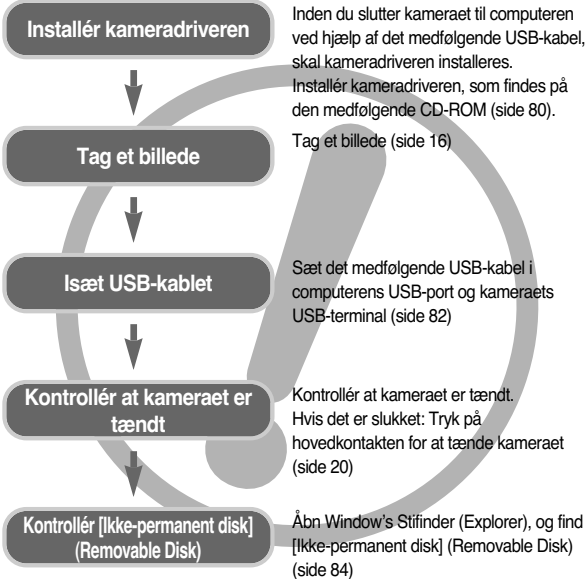 Installér kameradriveren
Inden du slutter kameraet til computeren
ved hjælp af det medfølgende USB-kabel,
skal kameradriveren installeres.
Installér kameradriveren, som findes på
den medfølgende CD-ROM (side 80).
Tag et billede
Tag et billede (side 16)
Isæt USB-kablet
Sæt det medfølgende USB-kabel i
computerens USB-port og kameraets
USB-terminal (side 82)
Kontrollér at kameraet er
tændt
Kontrollér at kameraet er tændt.
Hvis det er slukket: Tryk på
hovedkontakten for at tænde kameraet
(side 20)
Kontrollér [Ikke-permanent disk]
(Removable Disk)
Åbn Window's Stifinder (Explorer), og find
[Ikke-permanent disk] (Removable Disk)
(side 84)